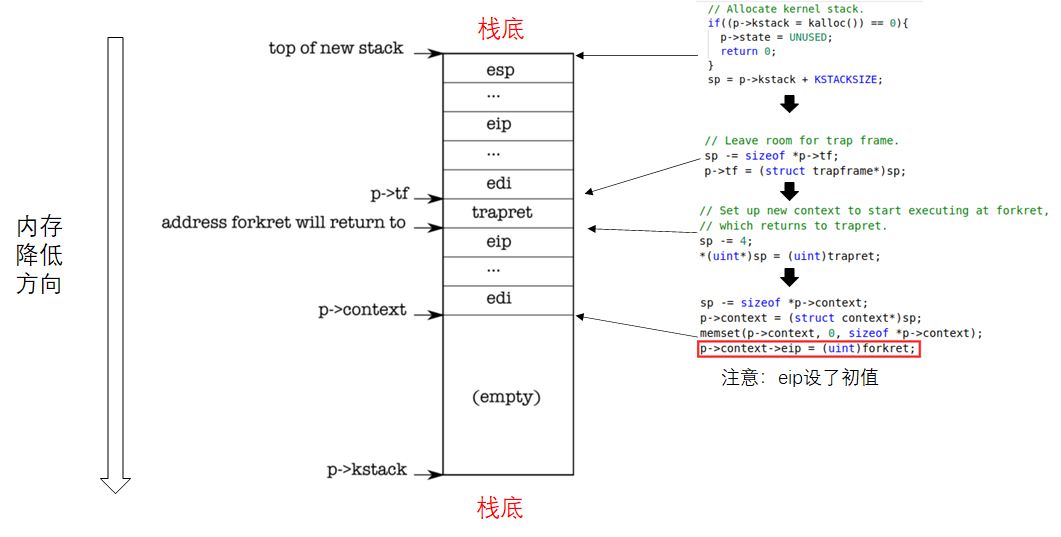 栈底
top of new stack
esp
...
eip
...
edi
p->tf
trapret
address forkret will return to
eip
...
edi
p->context
(empty)
p->kstack
栈底
内存
降低
方向
// Allocate kernel stack.
if((p->kstack = kalloc()) == 0){
p->state = UNUSED;
return 0;
}
sp = p->kstack + KSTACKSIZE;
// Leave room for trap frame.
sp -= sizeof *p->tf;
p->tf = (struct trapframe*)sp;
// Set up new context to start executing at forkret,
// which returns to trapret.
sp -= 4;
*(uint*)sp = (uint)trapret;
sp -= sizeof *p->context;
p->context = (struct context*)sp;
memset(p->context, 0, sizeof *p->context);
p->context->eip = (uint)forkret;
注意：eip设了初值